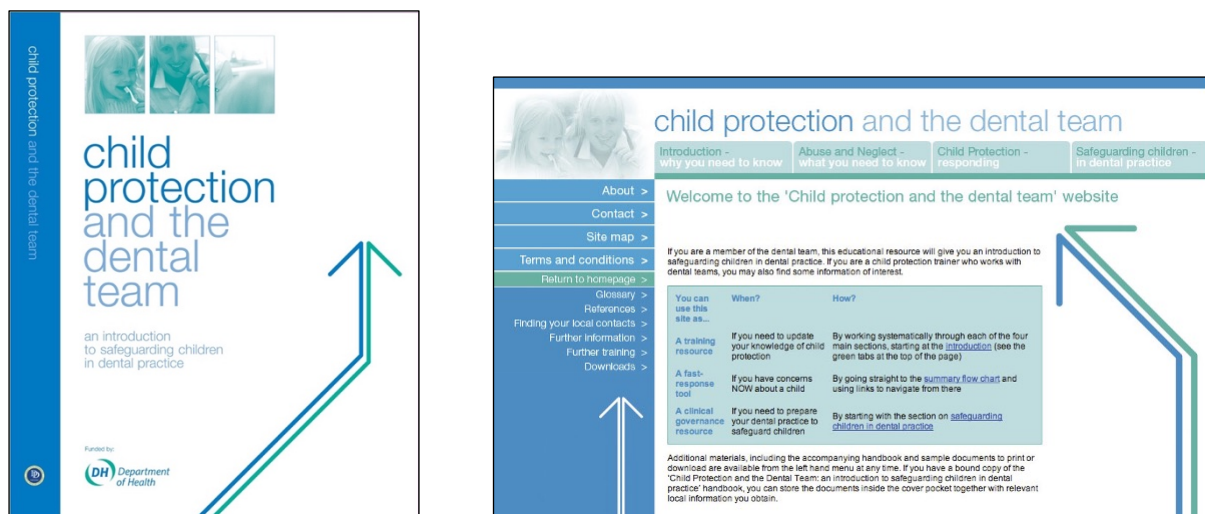 child protection and the dental team
child
protection
and the
dental
team
an introduction
to safeguarding children
in dental practice
Funded by:
DH Department
of Health
child protection and the dental team
Introduction -
why you need to know
Abuse and Neglect -
what you need to know
Child Protection -
responding
Safeguarding children -
in dental practice
About >
Contact >
Site map >
Terms and conditions >
Return to homepage >
Glossary >
References >
Finding your local contacts >
Further information >
Further training >
Downloads >
Welcome to the 'Child protection and the dental team' website
If you are a member of the dental team, this educational resource will give you an introduction to
safeguarding children in dental practice. If you are a child protection trainer who works with
dental teams, you may also find some information of interest.
You can
use this
site as...
When?
How?
A training
resource
If you need to update
your knowledge of child
protection
By working systematically through each of the four
main sections, starting at the introduction (see the
green tabs at the top of the page)
A fast-
response
tool
If you have concerns
NOW about a child
By going straight to the summary flow chart and
using links to navigate from there
A clinical
governance
resource
If you need to prepare
your dental practice to
safeguard children
By starting with the section on safeguarding
children in dental practice
Additional materials, including the accompanying handbook and sample documents to print or
download are available from the left hand menu at any time. If you have a bound copy of the
'Child Protection and the Dental Team: an introduction to safeguarding children in dental
practice' handbook, you can store the documents inside the cover pocket together with relevant
local information you obtain.